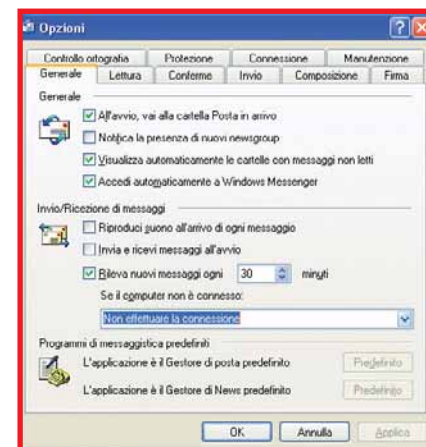 Opzioni
Controllo ortografia Protezione Connessione Manutenzione
Generale Lettura Conferme Invio Composizione Firma
Generale
All'avvio, vai alla cartella Posta in arrivo
Notifica la presenza di nuovi newsgroup
Visualizza automaticamente le cartelle con messaggi non letti
Accedi automaticamente a Windows Messenger
Invio/Ricezione di messaggi
Riproduci suono all'arrivo di ogni messaggio
Invia e ricevi messaggi all'avvio
Rileva nuovi messaggi ogni 30 minuti
Se il computer non è connesso:
Non effettuare la connessione
Programmi di messaggistica predefiniti
L'applicazione è il Gestore di posta predefinito Predefinito
L'applicazione è il Gestore di News predefinito Predefinito
OK Annulla Applica